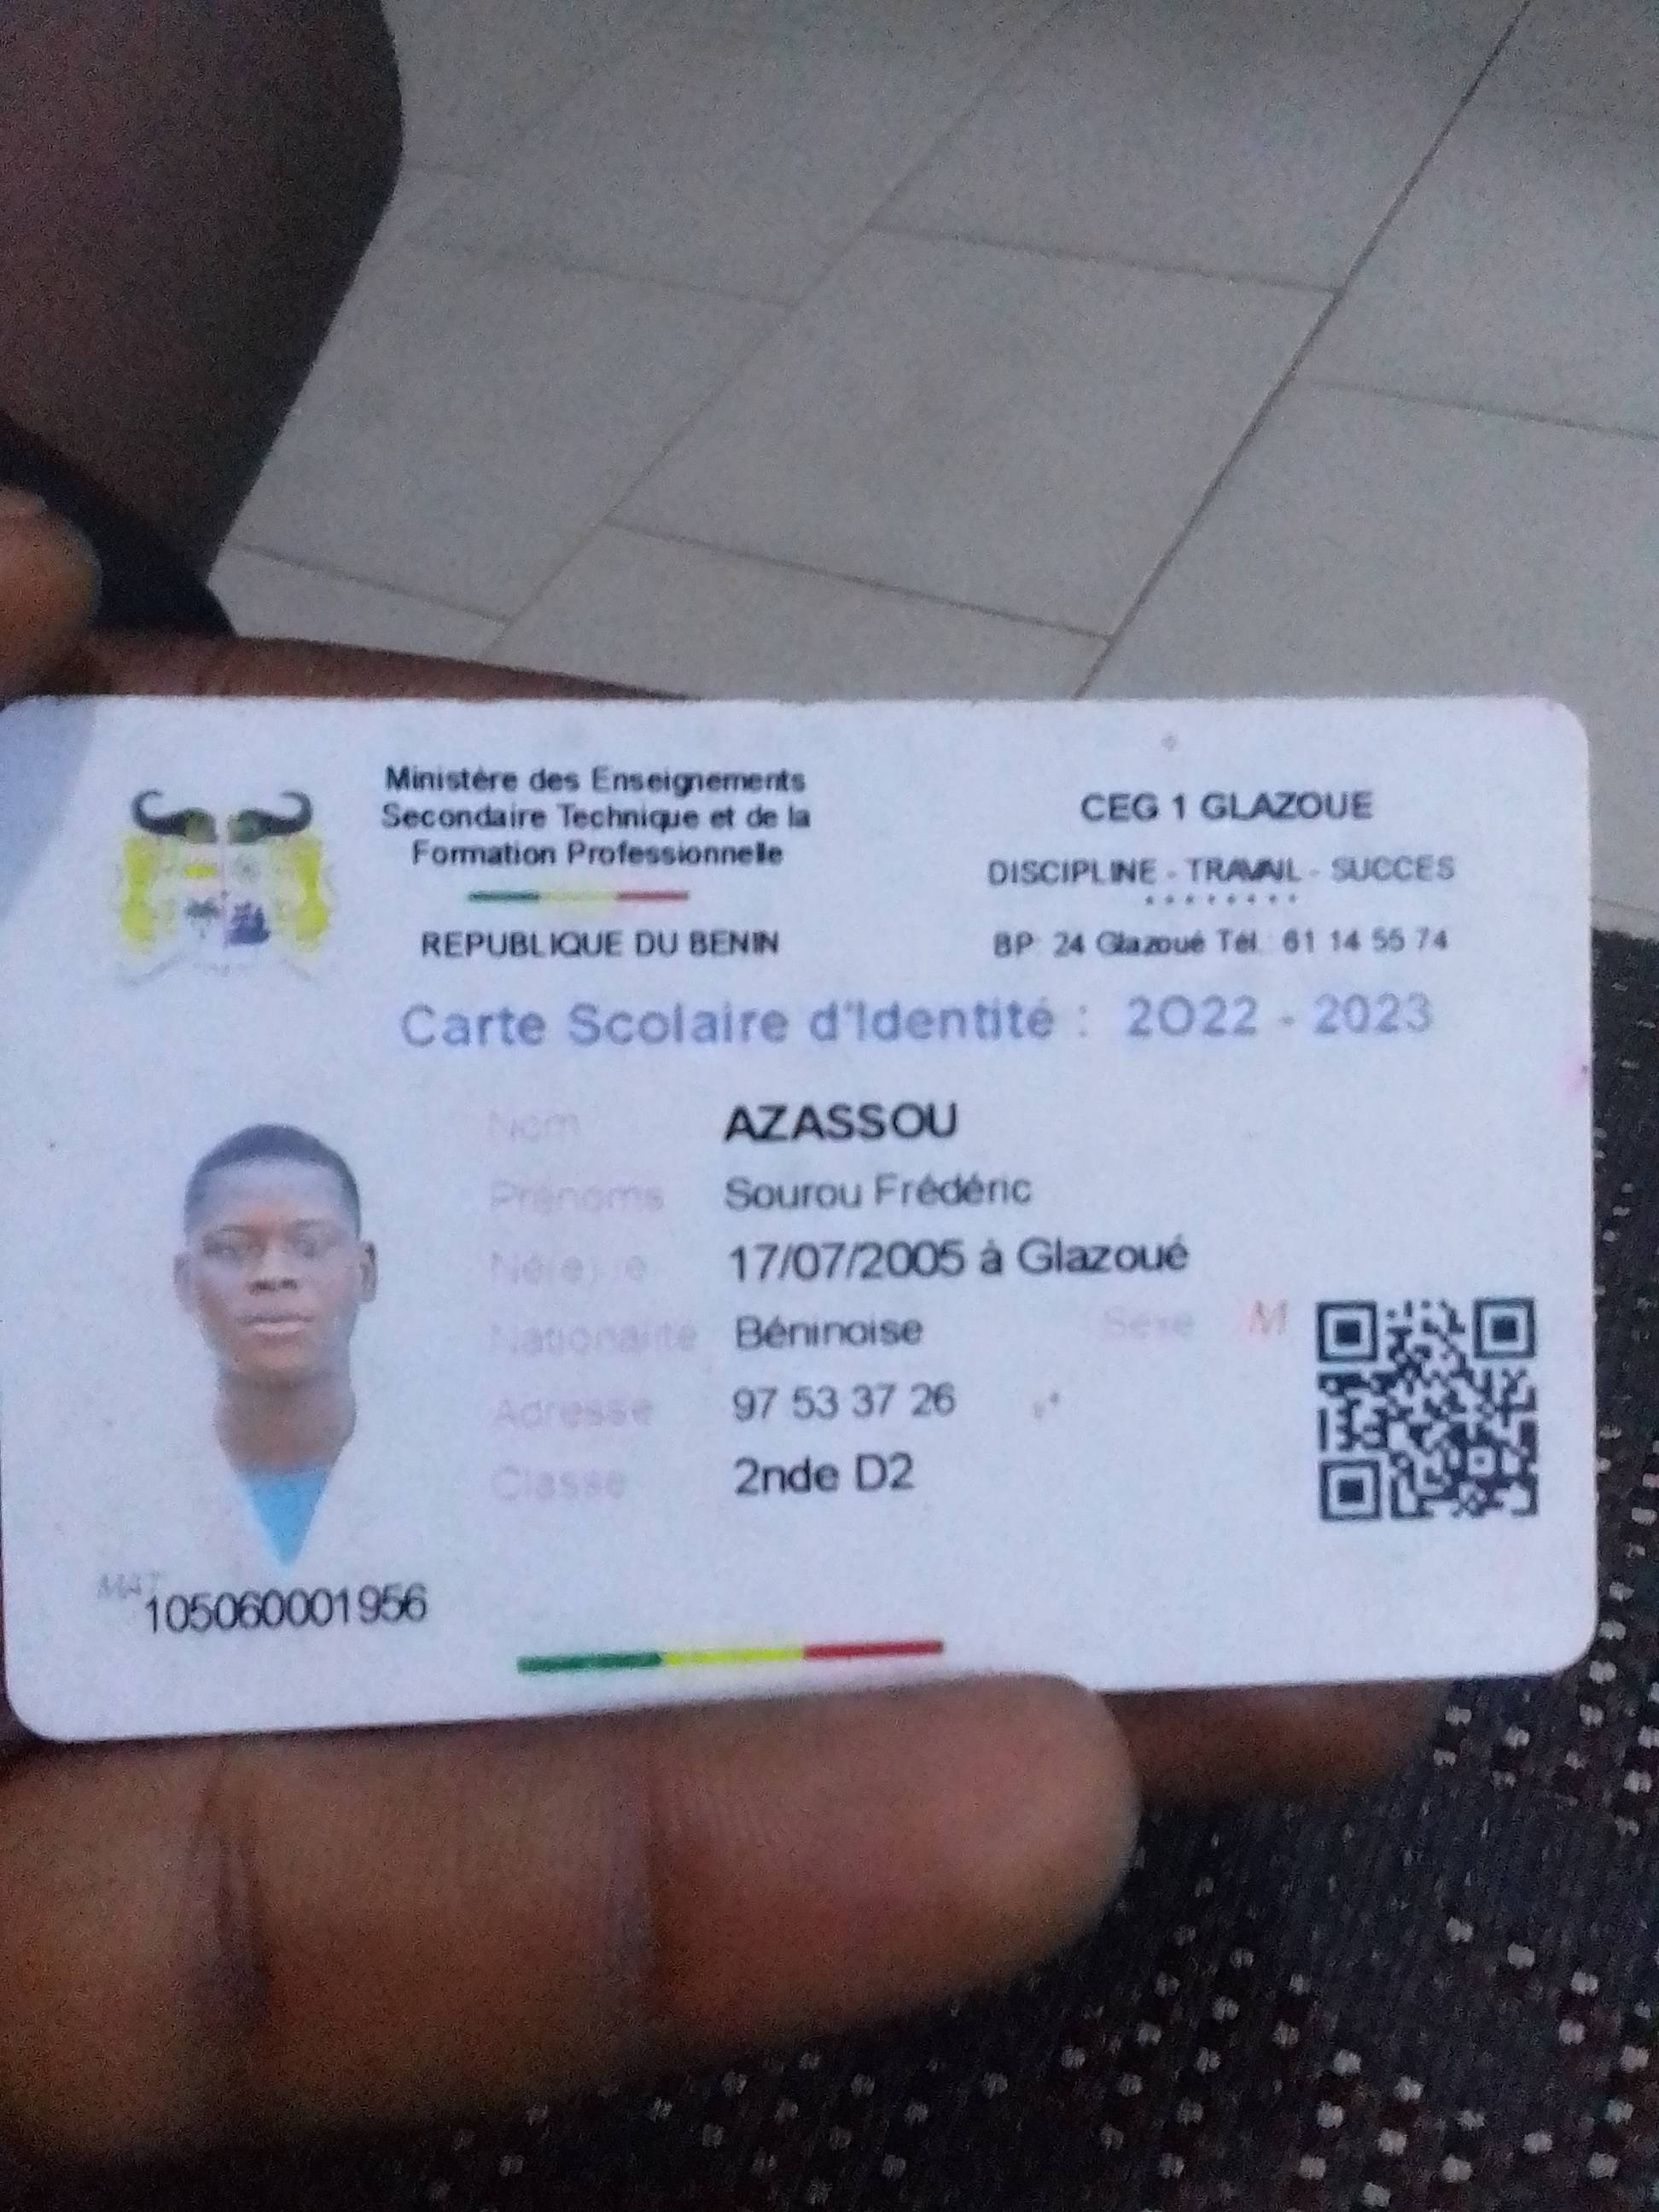 Ministère des Enseignements
Secondaire Technique et de la
Formation Professionnelle
REPUBLIQUE DU BENIN
CEG 1 GLAZOUE
DISCIPLINE - TRAVAIL - SUCCES
BP 24 Glazoué Tél.: 61 14 55 74
Carte Scolaire d'Identité : 2022 - 2023
Nom AZASSOU
Prénoms Sourou Frédéric
Né(e) le 17/07/2005 à Glazoué
Nationalité Béninoise Sexe M
Adresse 97 53 37 26
Classe 2nde D2
MAT 105060001956